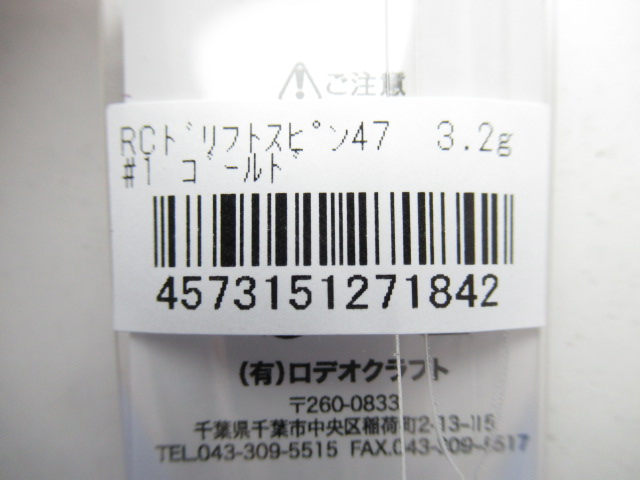 ご注意
RCドリフトスピン47 3.2g
#1 ゴールド
4573151271842
(有)ロデオクラフト
〒260-0833
千葉県千葉市中央区稲荷町2-13-115
TEL.043-309-5515 FAX.043-309-5517